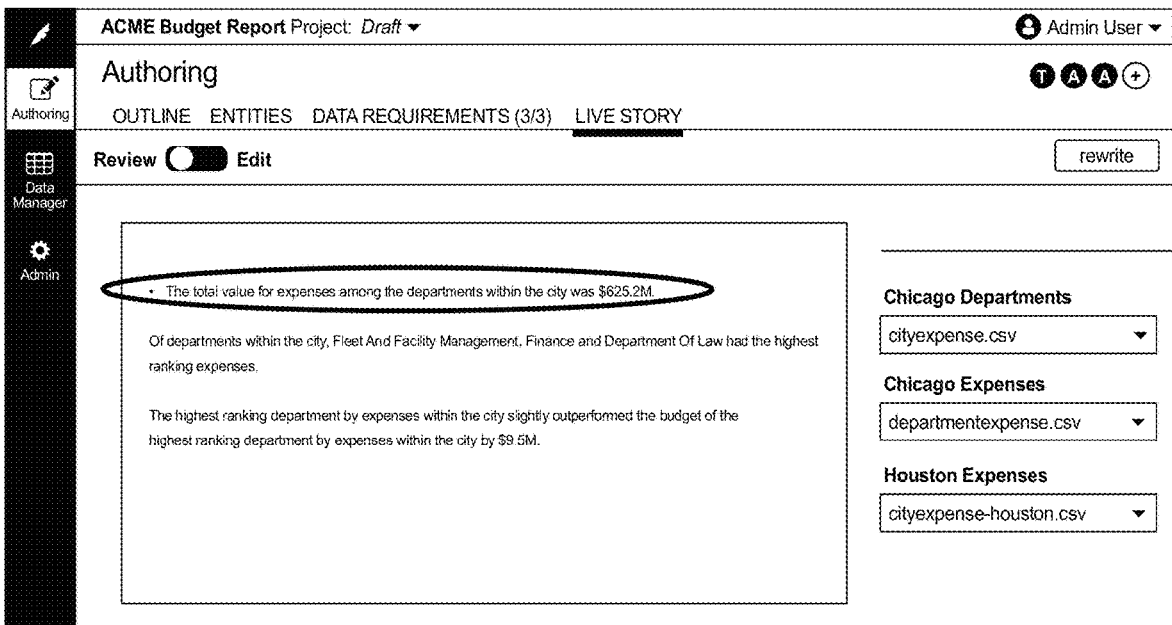 ACME Budget Report Project: Draft
Admin User
Authoring
Authoring
T A A +
OUTLINE ENTITIES DATA REQUIREMENTS (3/3) LIVE STORY
Review Edit
rewrite
Data
Manager
Admin
• The total value for expenses among the departments within the city was $625.2M.
Of departments within the city, Fleet And Facility Management, Finance and Department Of Law had the highest
ranking expenses.
The highest ranking department by expenses within the city slightly outperformed the budget of the
highest ranking department by expenses within the city by $9.5M.
Chicago Departments
cityexpense.csv
Chicago Expenses
departmentexpense.csv
Houston Expenses
cityexpense-houston.csv